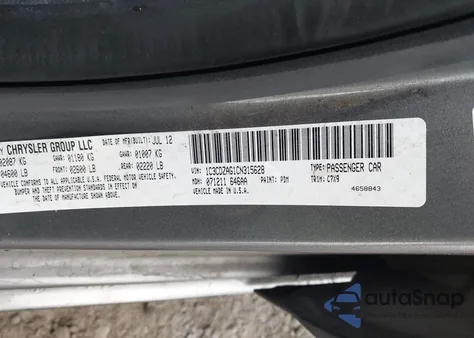 Y CHRYSLER GROUP LLC DATE OF MFR(BUILT): JUL 12
02087 KG GAWR: 01180 KG GAWR: 01007 KG
04600 LB FRONT: 02600 LB REAR: 02220 LB
VEHICLE CONFORMS TO ALL APPLICABLE U.S.A. FEDERAL MOTOR VEHICLE SAFETY,
BUMPER AND THEFT PREVENTION STANDARDS IN EFFECT ON
THE DATE OF MANUFACTURE SHOWN ABOVE.
VIN: 1C3CDZAG1CN315628 TYPE: PASSENGER CAR
MDH: 071211 646AA PAINT: PDM TRIM: C7X9
VEHICLE MADE IN U.S.A. 4658843
autoSnap